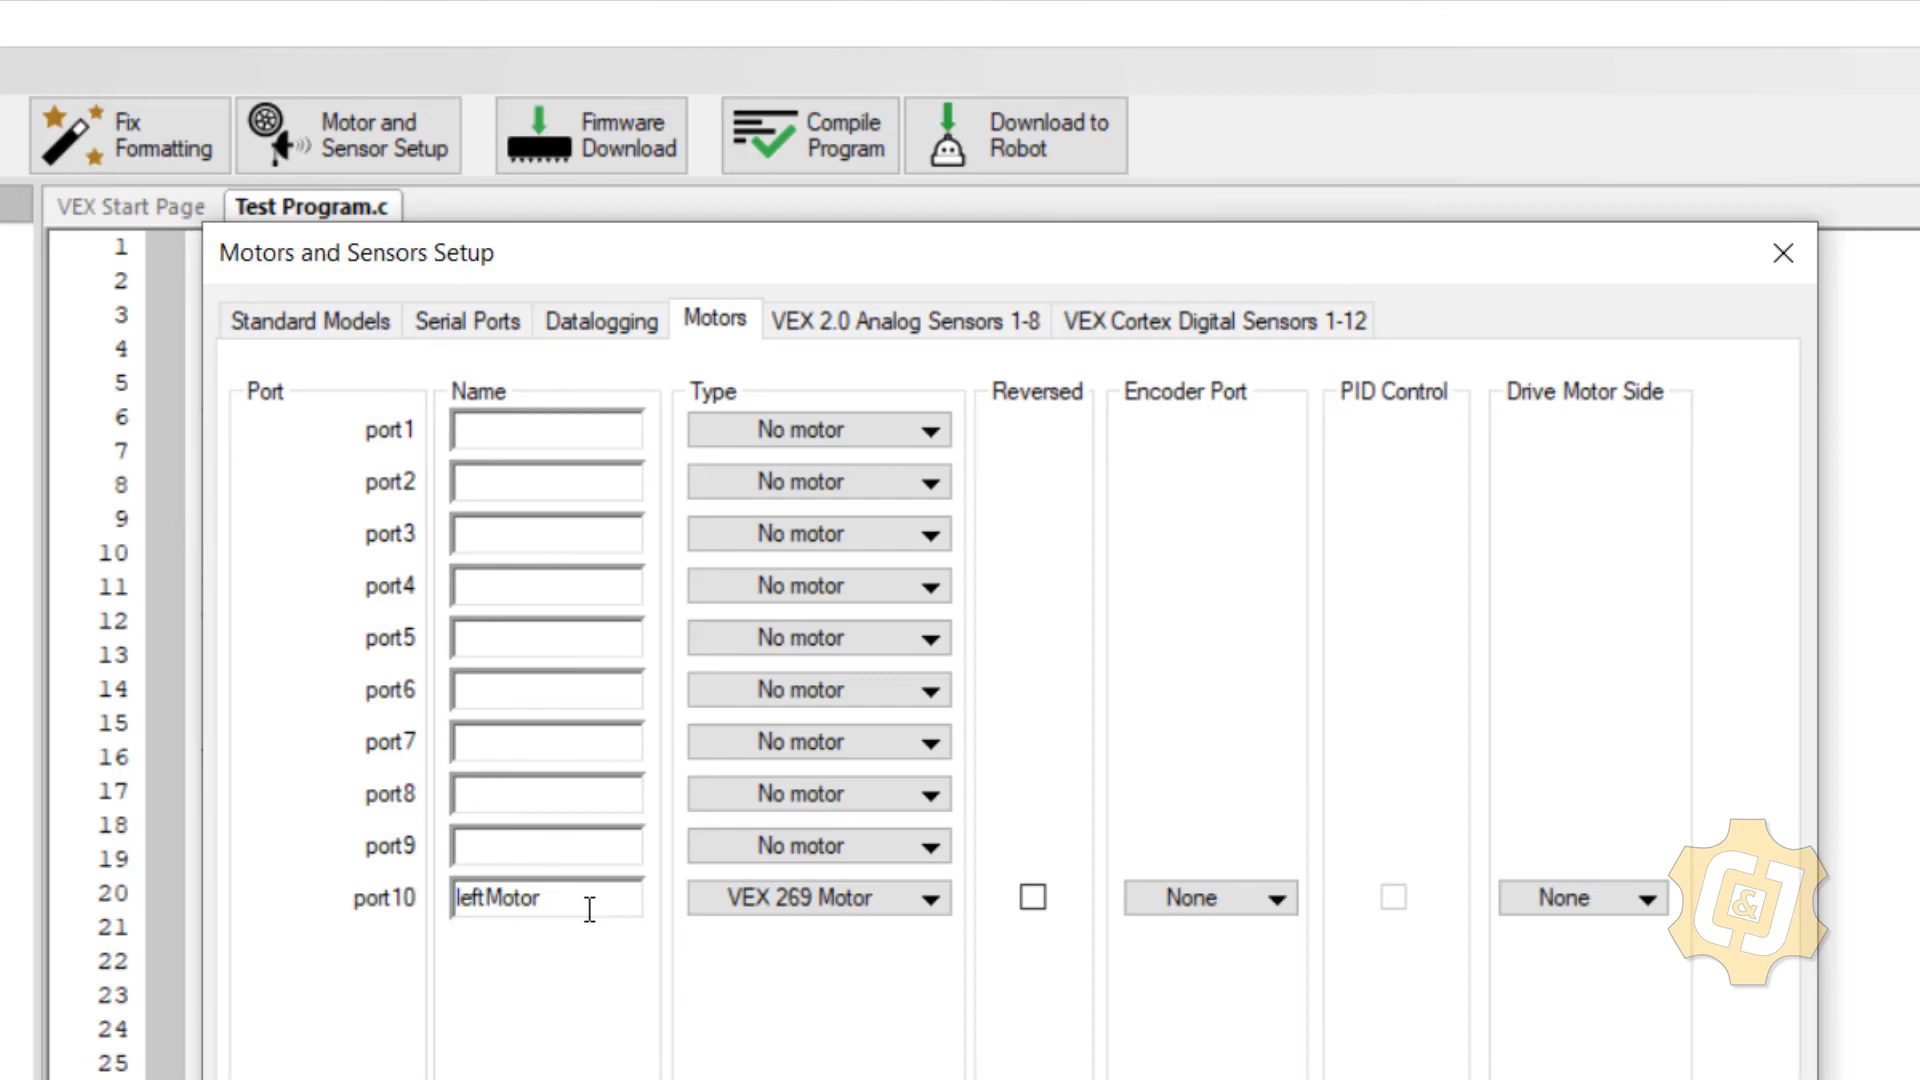 Fix
Formatting
Motor and
Sensor Setup
Firmware
Download
Compile
Program
Download to
Robot
VEX Start Page
Test Program.c
Motors and Sensors Setup
Standard Models
Serial Ports
Datalogging
Motors
VEX 2.0 Analog Sensors 1-8
VEX Cortex Digital Sensors 1-12
Port Name Type Reversed Encoder Port PID Control Drive Motor Side
port1 No motor
port2 No motor
port3 No motor
port4 No motor
port5 No motor
port6 No motor
port7 No motor
port8 No motor
port9 No motor
port10 leftMotor VEX 269 Motor None None
1
2
3
4
5
6
7
8
9
10
11
12
13
14
15
16
17
18
19
20
21
22
23
24
25
C&J